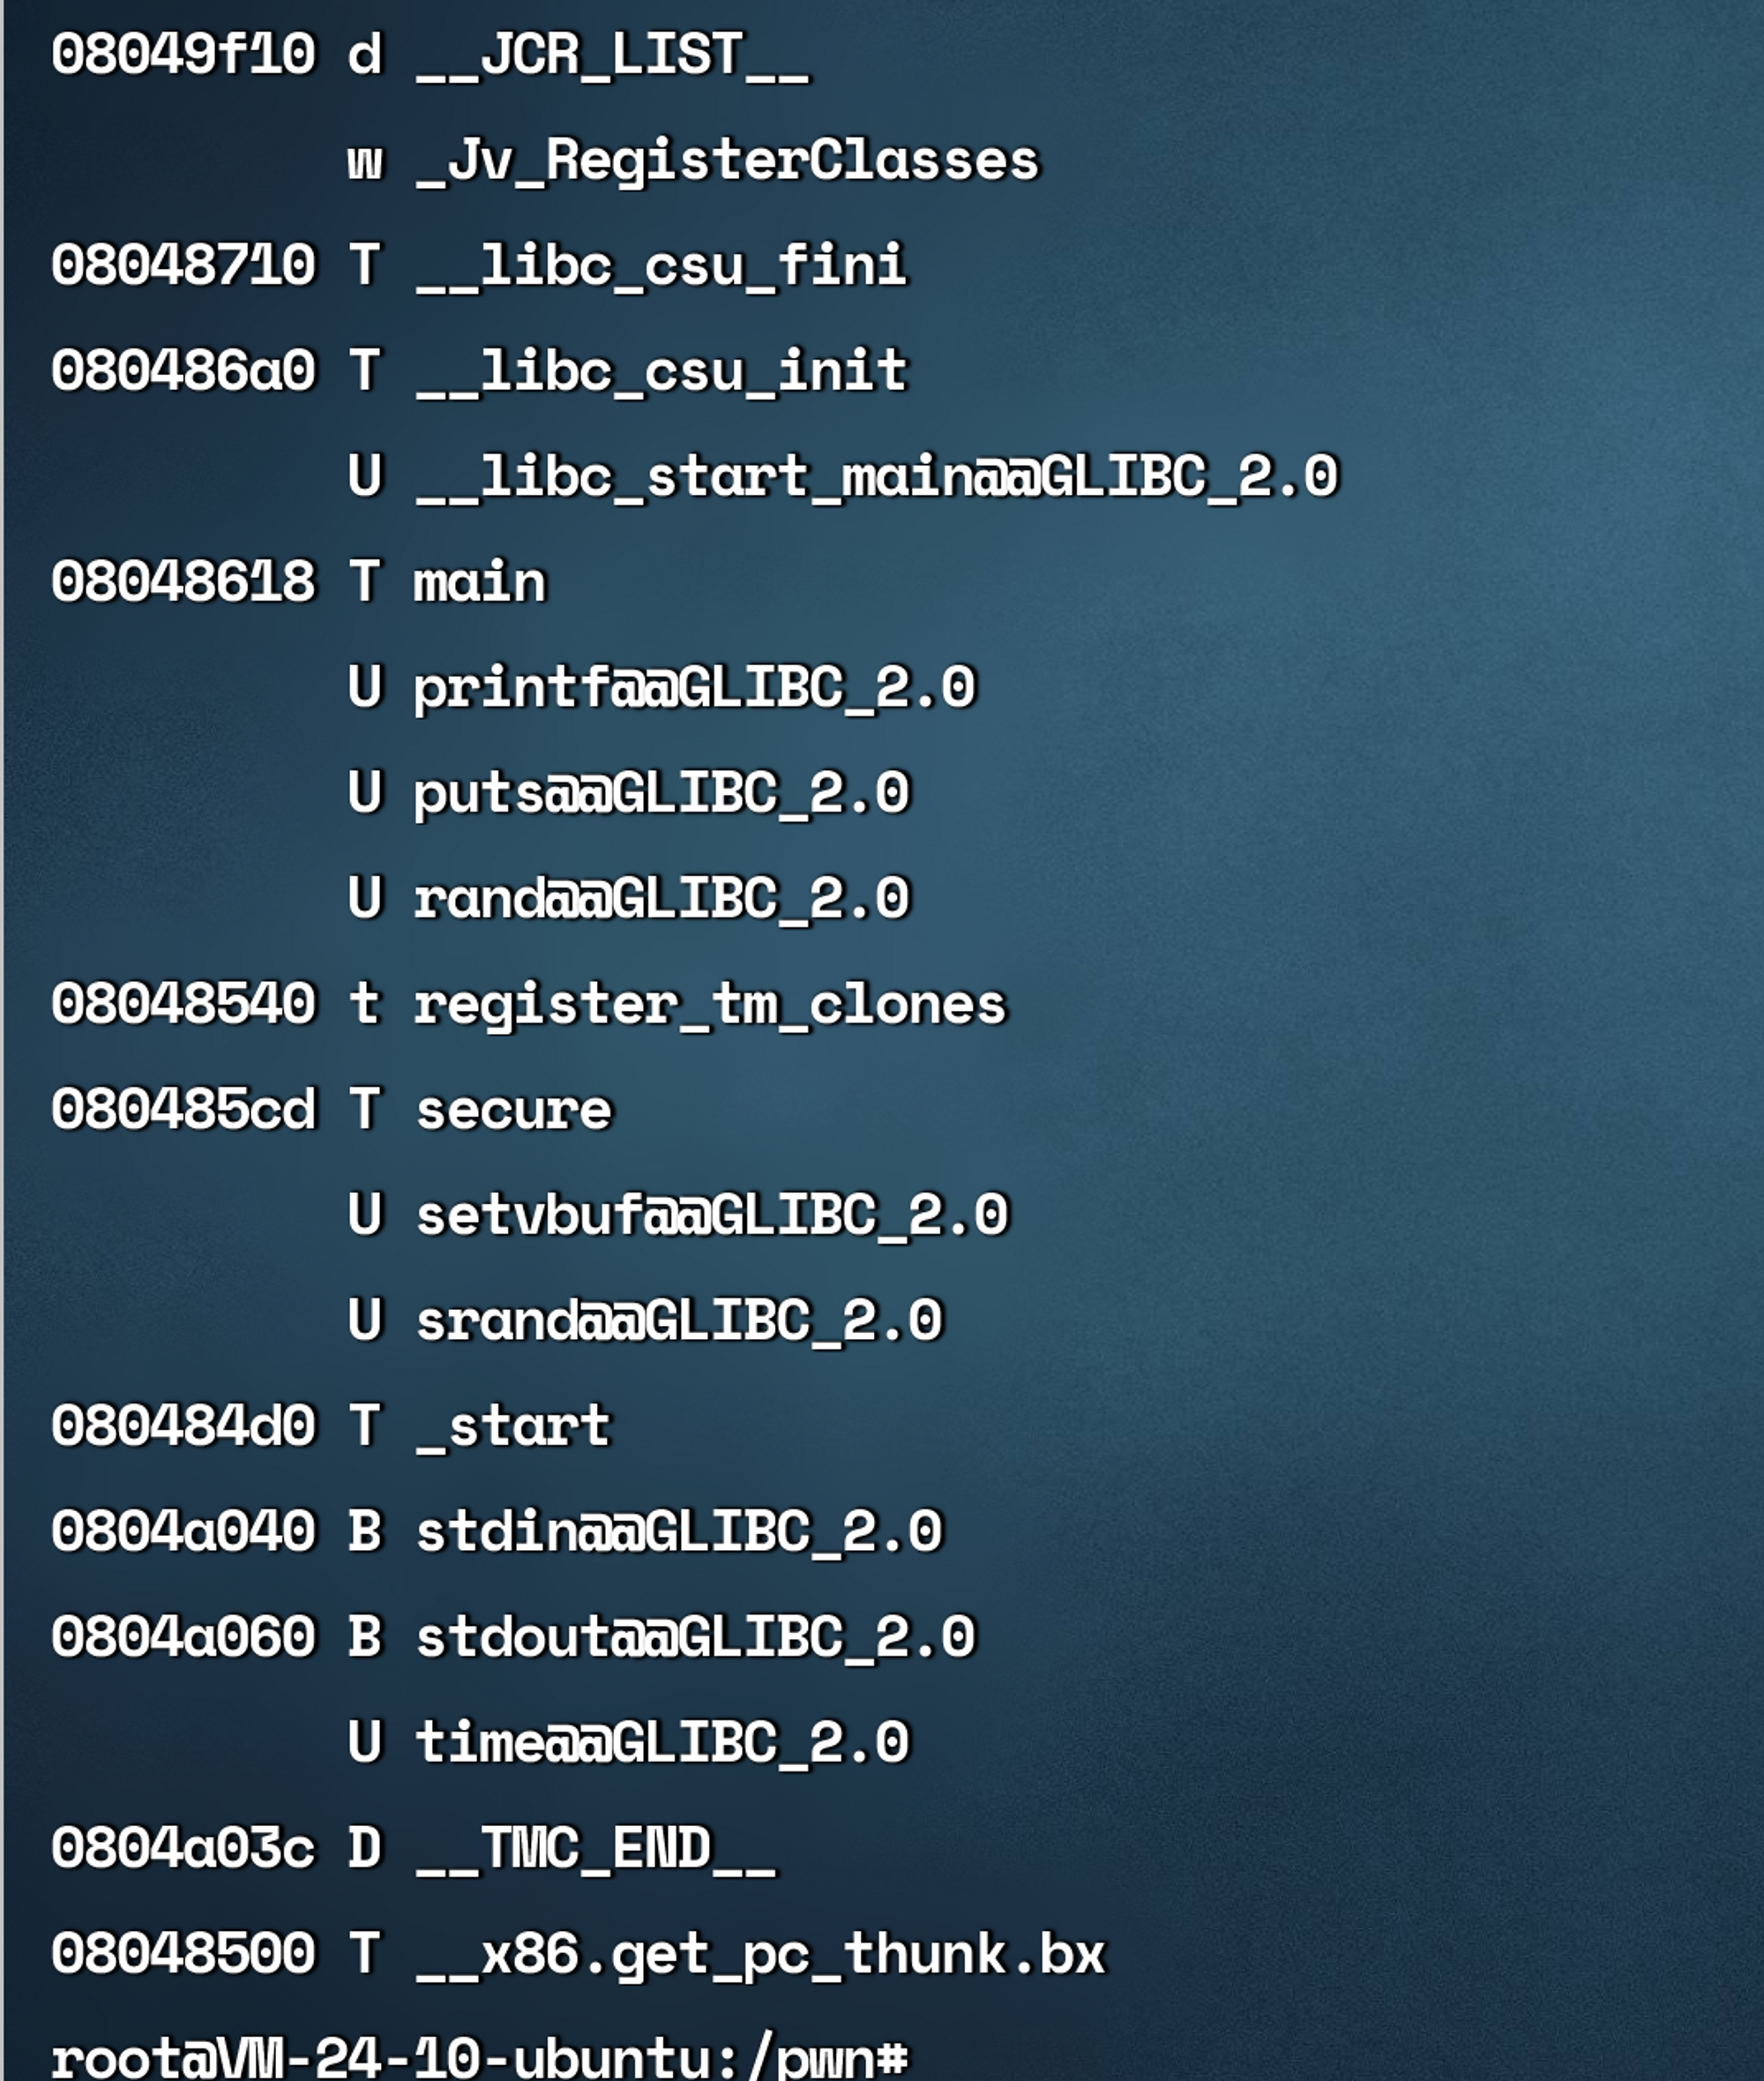 08049f10 d __JCR_LIST__
w _Jv_RegisterClasses
08048710 T __libc_csu_fini
080486a0 T __libc_csu_init
U __libc_start_main@@GLIBC_2.0
08048618 T main
U printf@@GLIBC_2.0
U puts@@GLIBC_2.0
U rand@@GLIBC_2.0
08048540 t register_tm_clones
080485cd T secure
U setvbuf@@GLIBC_2.0
U srand@@GLIBC_2.0
080484d0 T _start
0804a040 B stdin@@GLIBC_2.0
0804a060 B stdout@@GLIBC_2.0
U time@@GLIBC_2.0
0804a03c D __TMC_END__
08048500 T __x86.get_pc_thunk.bx
root@VM-24-10-ubuntu:/pwn#